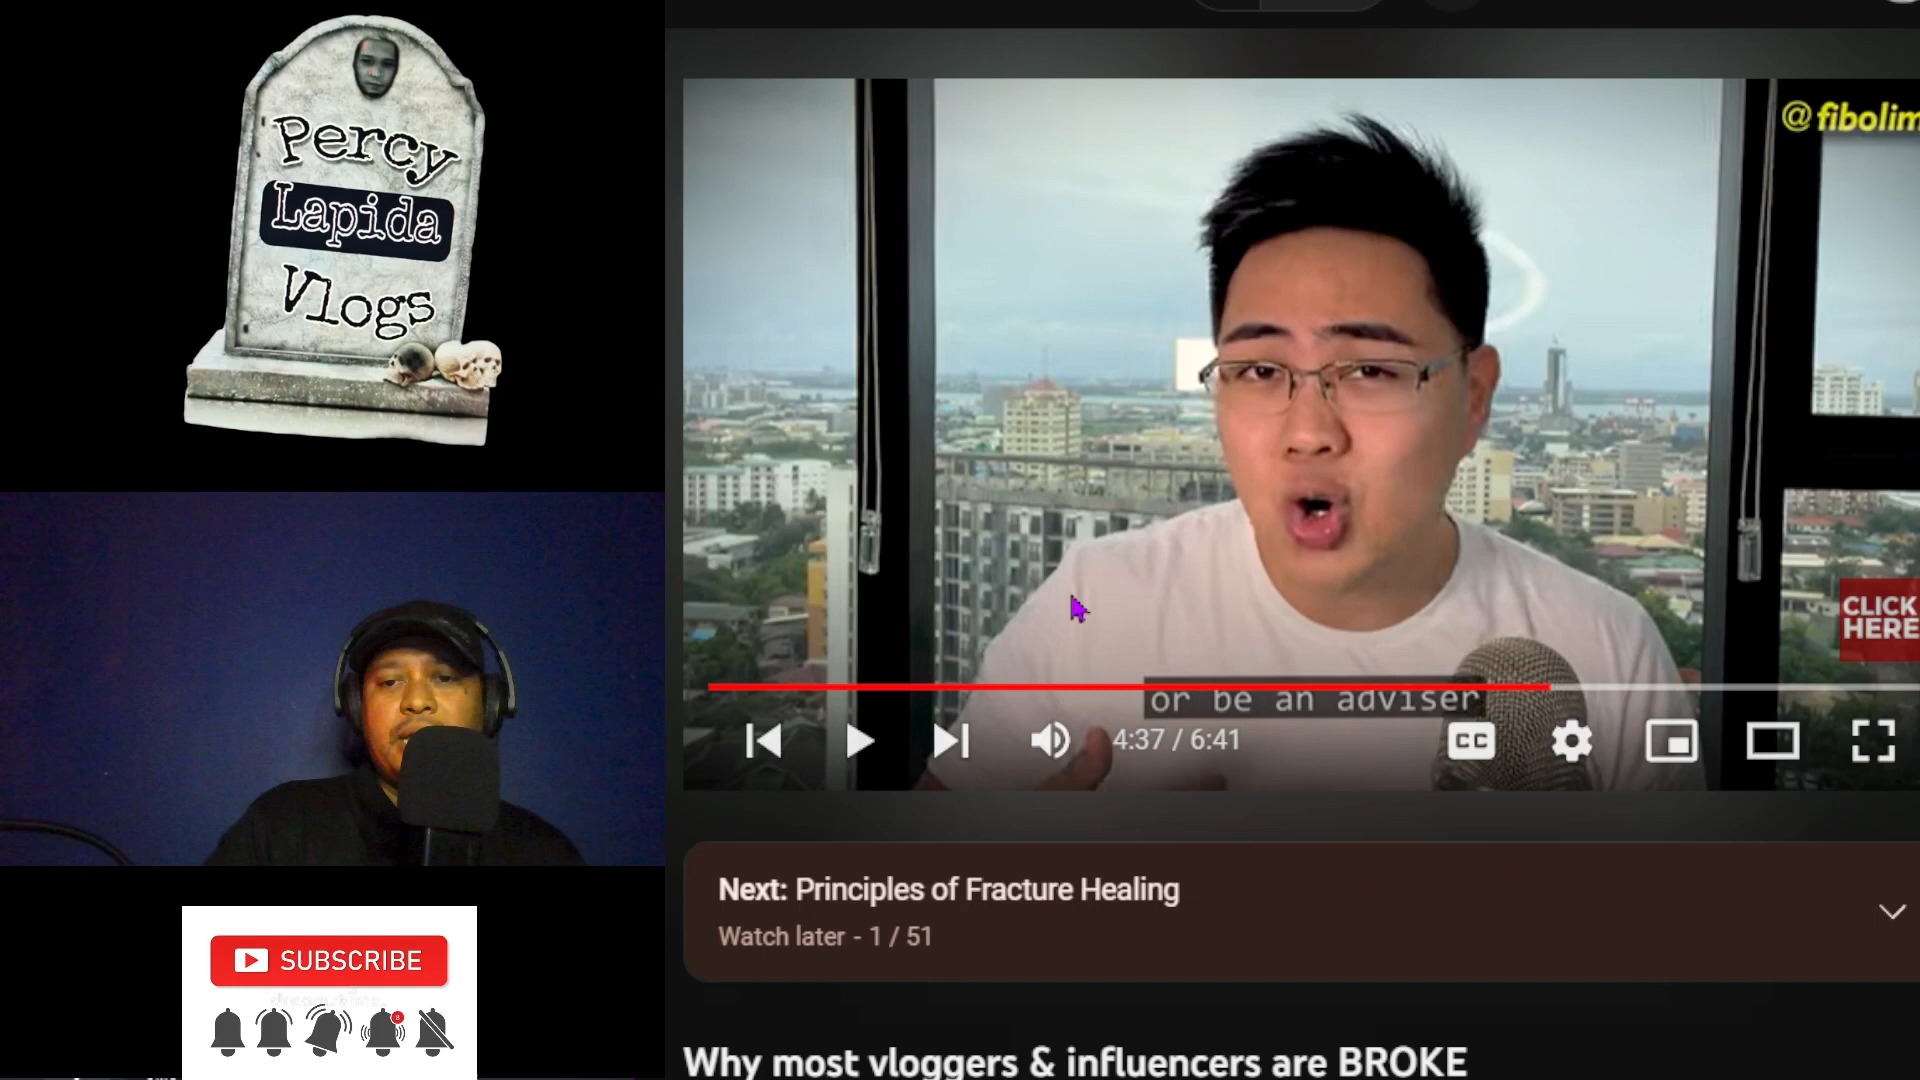 Percy
Lapida
Vlogs
SUBSCRIBE
8
@fibolim
CLICK
HERE
or be an adviser
4:37 / 6:41
CC
Next: Principles of Fracture Healing
Watch later - 1 / 51
Why most vloggers & influencers are BROKE